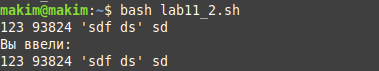 makim@makim:~$ bash lab11_2.sh
123 93824 'sdf ds' sd
Вы ввели:
123 93824 'sdf ds' sd